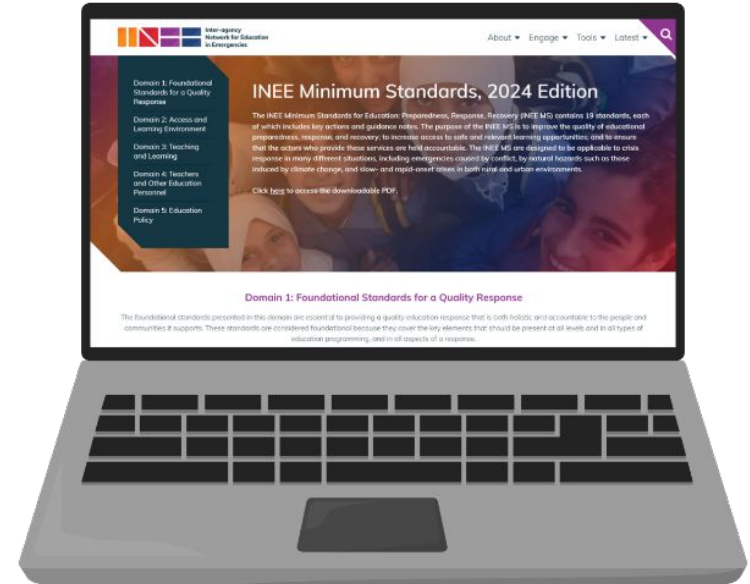 Inter-agency
Network for Education
in Emergencies
About
Engage
Tools
Latest
Domain 1: Foundational
Standards for a Quality
Response
Domain 2: Access and
Learning Environment
Domain 3: Teaching
and Learning
Domain 4: Teachers
and Other Education
Personnel
Domain 5: Education
Policy
INEE Minimum Standards, 2024 Edition
The INEE Minimum Standards for Education: Preparedness, Response, Recovery (INEE MS) contains 19 standards, each
of which includes key actions and guidance notes. The purpose of the INEE MS is to improve the quality of educational
preparedness, response, and recovery; to increase access to safe and relevant learning opportunities; and to ensure
that the actors who provide these services are held accountable. The INEE MS are designed to be applicable to crisis
response in many different situations, including emergencies caused by conflict, by natural hazards such as those
induced by climate change, and slow- and rapid-onset crises in both rural and urban environments.
Click here to access the downloadable PDF.
Domain 1: Foundational Standards for a Quality Response
The foundational standards presented in this domain are essential to providing a quality education response that is both holistic and accountable to the people and
communities it supports. These standards are considered foundational because they cover the key elements that should be present at all levels and in all types of
education programming, and in all aspects of a response.